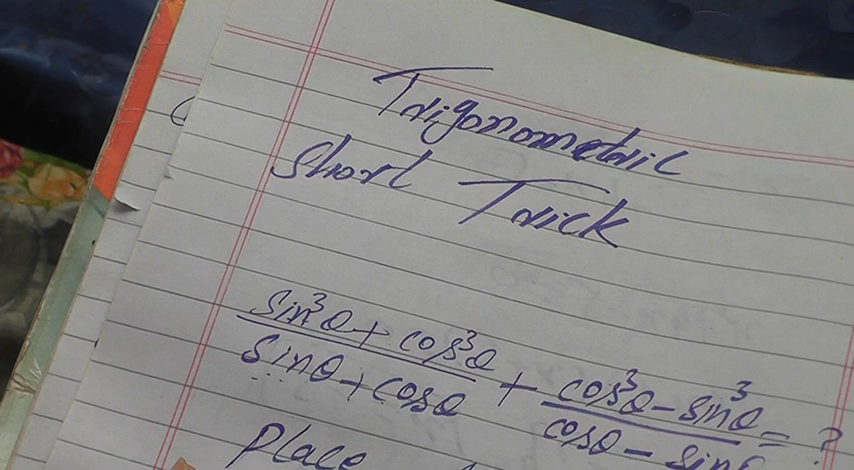 Trigonometric
Short Trick
sin³θ + cos³θ / sinθ + cosθ + cos³θ - sin³θ / cosθ - sinθ = ?
place